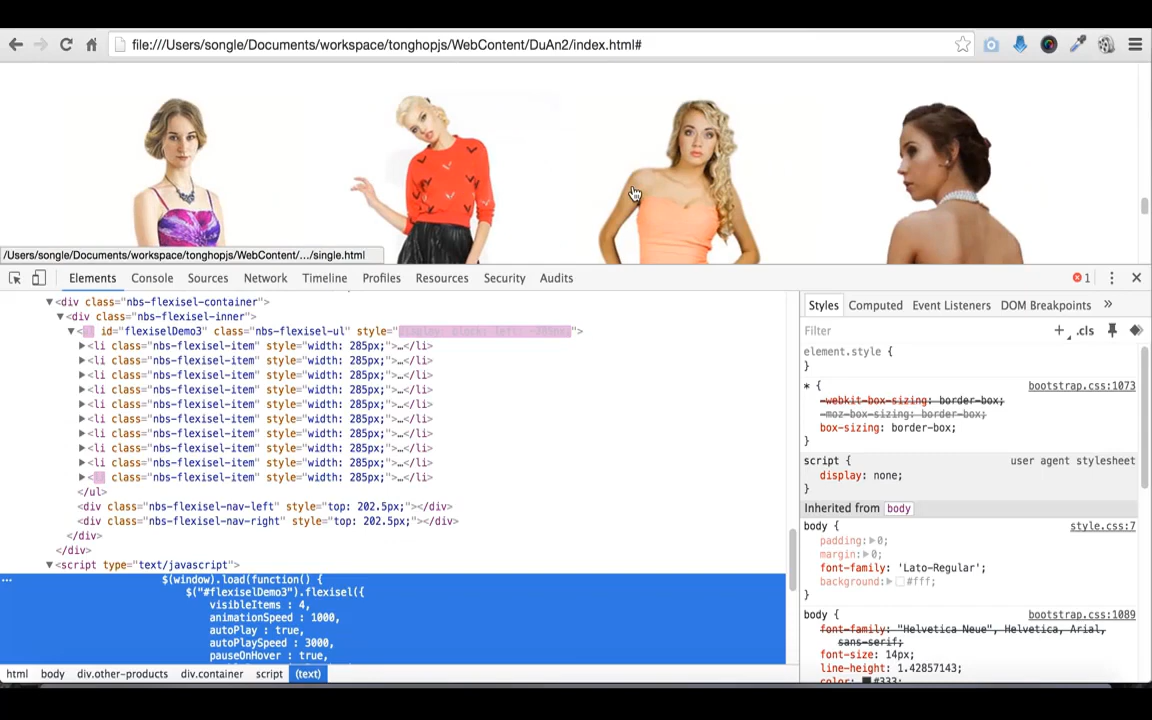 file:///Users/songle/Documents/workspace/tonghopjs/WebContent/DuAn2/index.html#
/Users/songle/Documents/workspace/tonghopjs/WebContent/.../single.html
Elements Console Sources Network Timeline Profiles Resources Security Audits 1
▼<div class="nbs-flexisel-container">
▼<div class="nbs-flexisel-inner">
▼<ul id="flexiselDemo3" class="nbs-flexisel-ul" style="display: block; left: -285px;">
▶<li class="nbs-flexisel-item" style="width: 285px;">…</li>
▶<li class="nbs-flexisel-item" style="width: 285px;">…</li>
▶<li class="nbs-flexisel-item" style="width: 285px;">…</li>
▶<li class="nbs-flexisel-item" style="width: 285px;">…</li>
▶<li class="nbs-flexisel-item" style="width: 285px;">…</li>
▶<li class="nbs-flexisel-item" style="width: 285px;">…</li>
▶<li class="nbs-flexisel-item" style="width: 285px;">…</li>
▶<li class="nbs-flexisel-item" style="width: 285px;">…</li>
▶<li class="nbs-flexisel-item" style="width: 285px;">…</li>
▶<li class="nbs-flexisel-item" style="width: 285px;">…</li>
</ul>
<div class="nbs-flexisel-nav-left" style="top: 202.5px;"></div>
<div class="nbs-flexisel-nav-right" style="top: 202.5px;"></div>
</div>
</div>
▼<script type="text/javascript">
... $(window).load(function() {
$("#flexiselDemo3").flexisel({
visibleItems : 4,
animationSpeed : 1000,
autoPlay : true,
autoPlaySpeed : 3000,
pauseOnHover : true,
html body div.other-products div.container script (text)
Styles Computed Event Listeners DOM Breakpoints »
Filter + .cls
element.style {
}
* { bootstrap.css:1073
-webkit-box-sizing: border-box;
-moz-box-sizing: border-box;
box-sizing: border-box;
}
script { user agent stylesheet
display: none;
}
Inherited from body
body { style.css:7
padding:▶0;
margin:▶0;
font-family: 'Lato-Regular';
background:▶#fff;
}
body { bootstrap.css:1089
font-family: "Helvetica Neue", Helvetica, Arial,
sans-serif;
font-size: 14px;
line-height: 1.42857143;
color: #333;